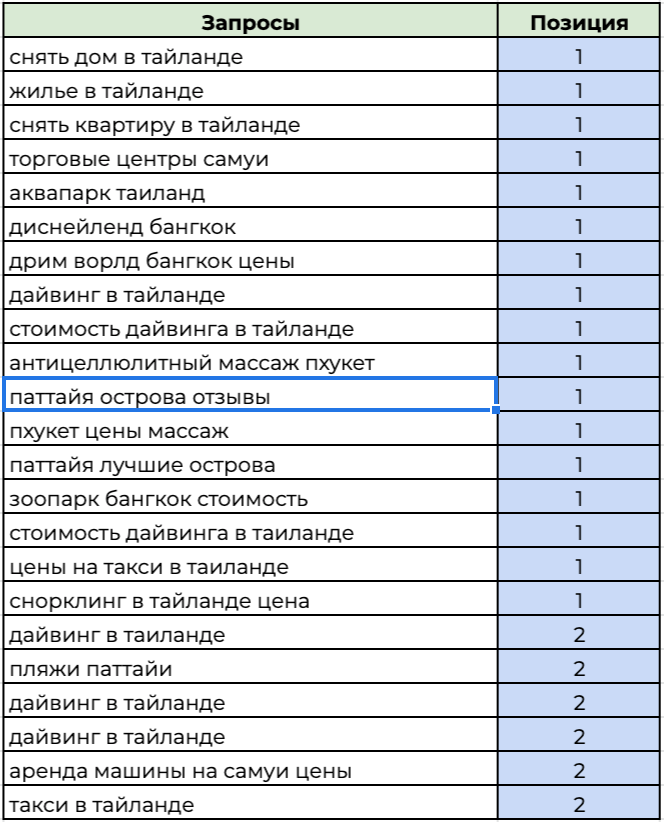 Запросы Позиция
снять дом в тайланде 1
жилье в тайланде 1
снять квартиру в тайланде 1
торговые центры самуи 1
аквапарк таиланд 1
диснейленд бангкок 1
дрим ворлд бангкок цены 1
дайвинг в тайланде 1
стоимость дайвинга в тайланде 1
антицеллюлитный массаж пхукет 1
паттайя острова отзывы 1
пхукет цены массаж 1
паттайя лучшие острова 1
зоопарк бангкок стоимость 1
стоимость дайвинга в таиланде 1
цены на такси в таиланде 1
снорклинг в тайланде цена 1
дайвинг в таиланде 2
пляжи паттайи 2
дайвинг в тайланде 2
дайвинг в тайланде 2
аренда машины на самуи цены 2
такси в тайланде 2